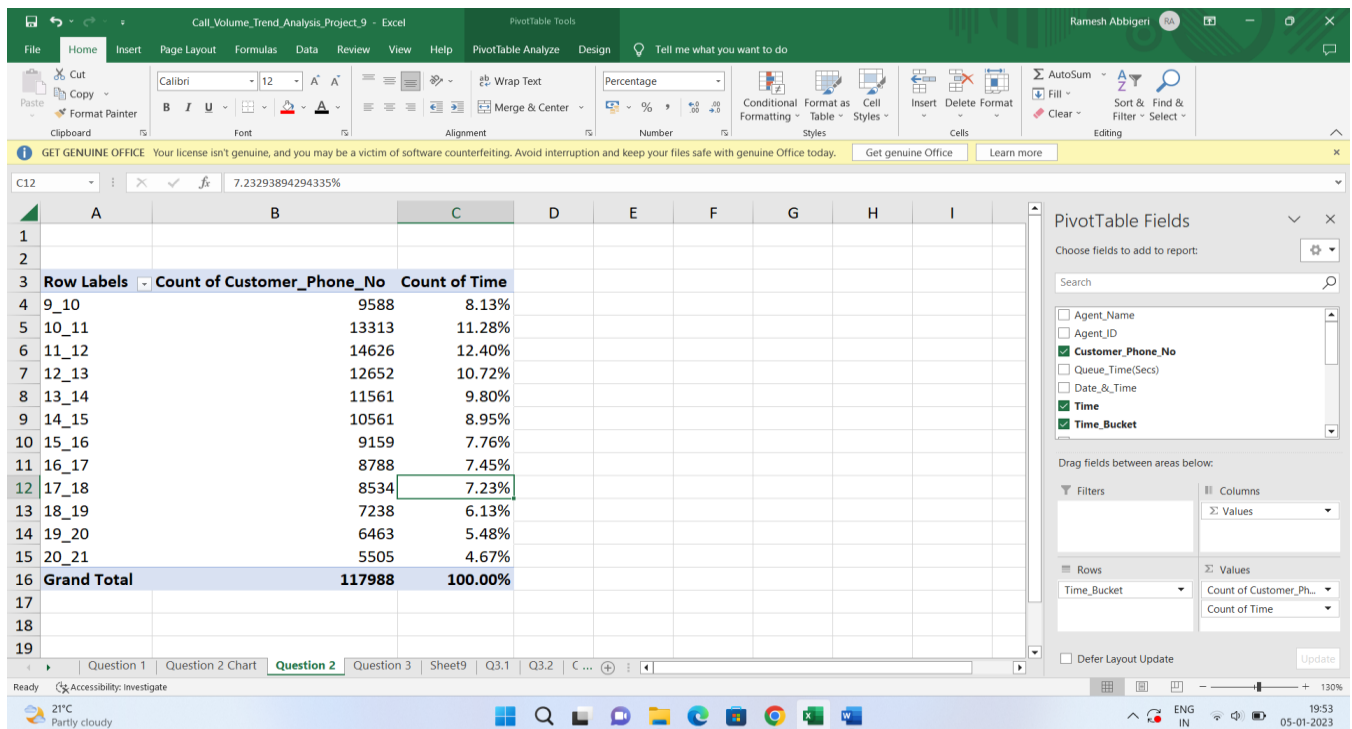 Call_Volume_Trend_Analysis_Project_9 - Excel
PivotTable Tools
Ramesh Abbigeri RA
File Home Insert Page Layout Formulas Data Review View Help PivotTable Analyze Design Tell me what you want to do
Paste
Cut
Copy
Format Painter
Clipboard
Calibri 12 A A
B I U A
Font
ab Wrap Text
Merge & Center
Alignment
Percentage
% ,
Number
Conditional Formatting
Format as Table
Cell Styles
Styles
Insert Delete Format
Cells
AutoSum
Fill
Clear
Sort & Filter
Find & Select
Editing
GET GENUINE OFFICE Your license isn't genuine, and you may be a victim of software counterfeiting. Avoid interruption and keep your files safe with genuine Office today. Get genuine Office Learn more
C12 fx 7.23293894294335%
A B C D E F G H I
1
2
3 Row Labels Count of Customer_Phone_No Count of Time
4 9_10 9588 8.13%
5 10_11 13313 11.28%
6 11_12 14626 12.40%
7 12_13 12652 10.72%
8 13_14 11561 9.80%
9 14_15 10561 8.95%
10 15_16 9159 7.76%
11 16_17 8788 7.45%
12 17_18 8534 7.23%
13 18_19 7238 6.13%
14 19_20 6463 5.48%
15 20_21 5505 4.67%
16 Grand Total 117988 100.00%
17
18
19
PivotTable Fields
Choose fields to add to report:
Search
Agent_Name
Agent_ID
Customer_Phone_No
Queue_Time(Secs)
Date_&_Time
Time
Time_Bucket
Drag fields between areas below:
Filters
Columns
Σ Values
Rows
Time_Bucket
Σ Values
Count of Customer_Ph...
Count of Time
Defer Layout Update Update
Question 1 Question 2 Chart Question 2 Question 3 Sheet9 Q3.1 Q3.2 C ...
Ready Accessibility: Investigate 130%
21°C
Partly cloudy
ENG
IN
19:53
05-01-2023